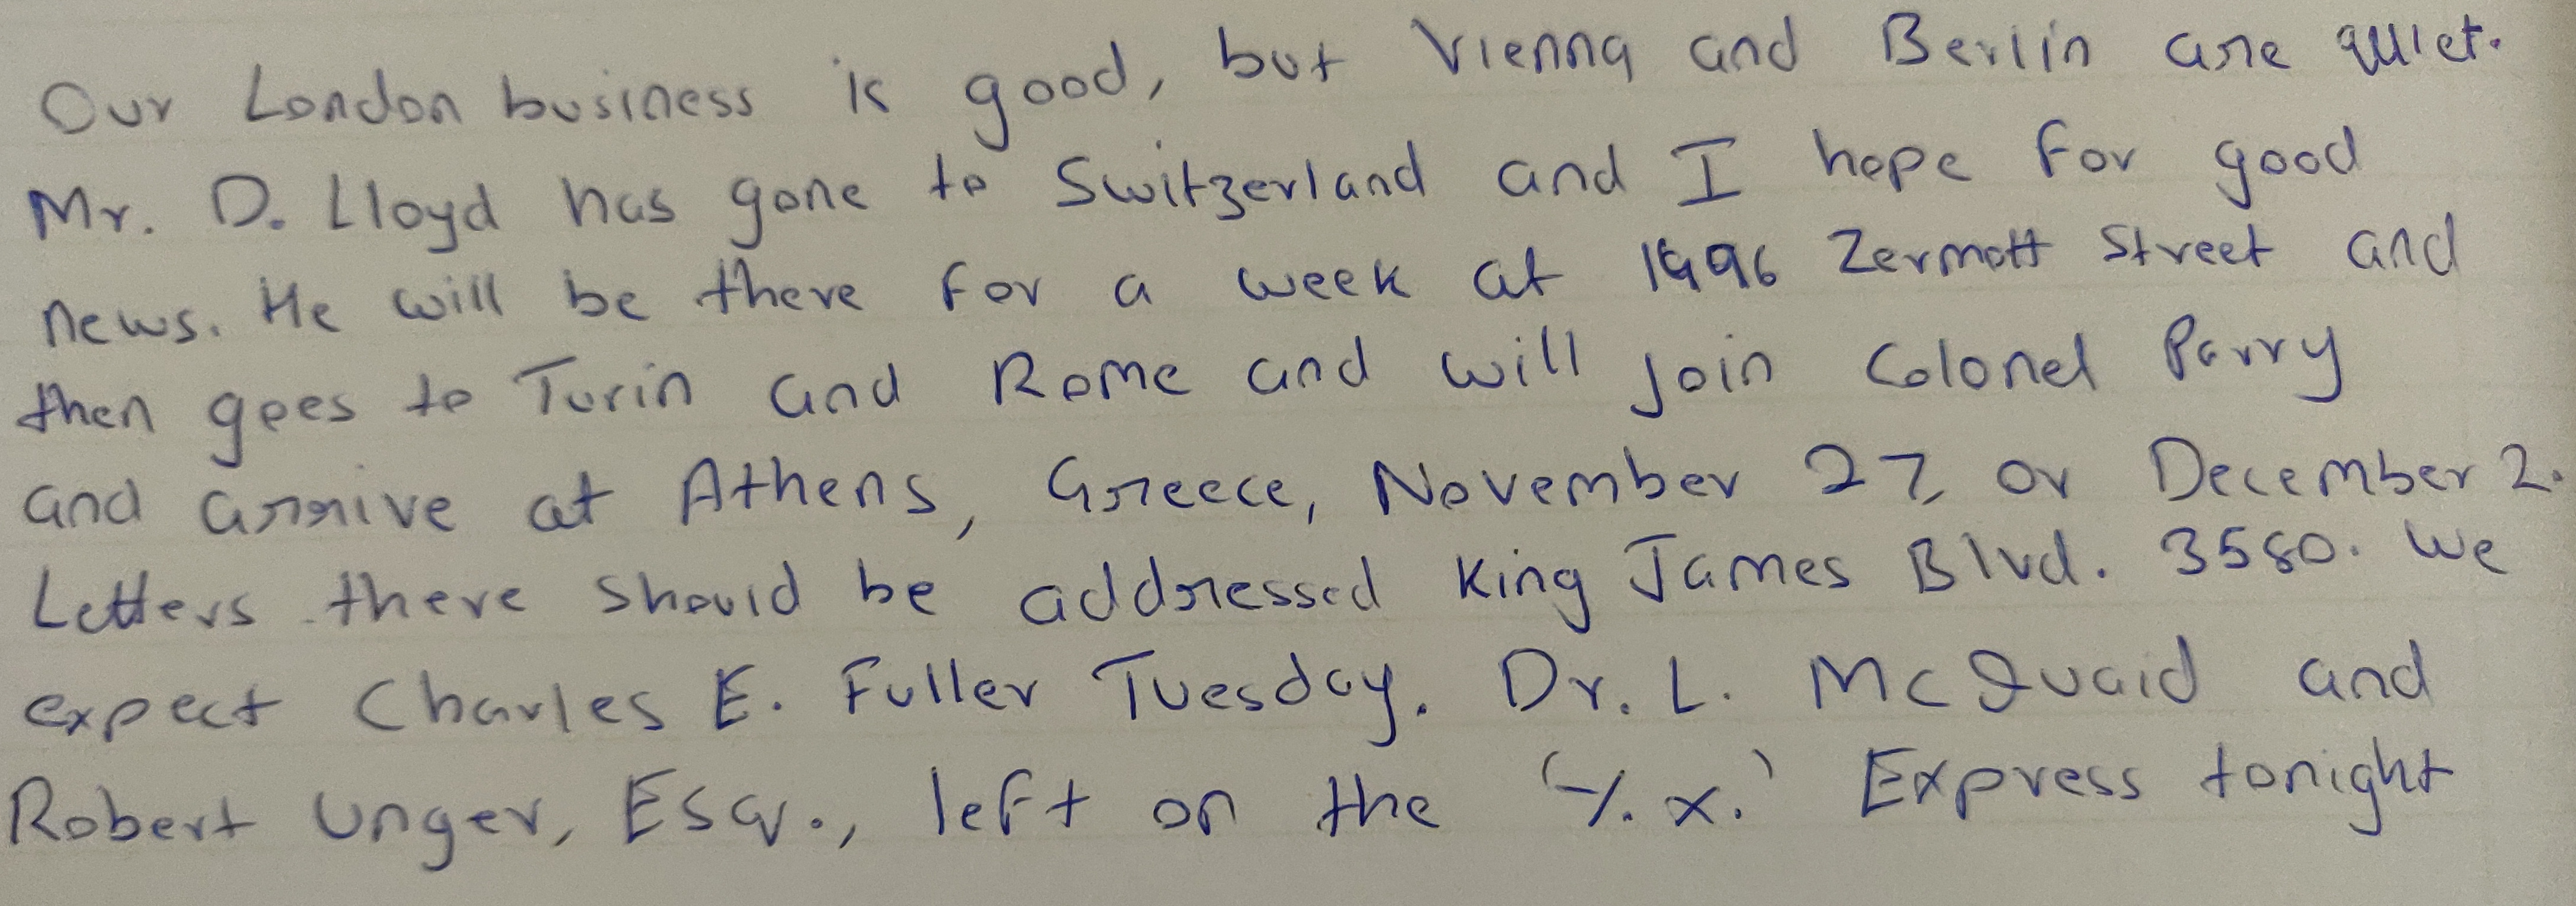 Our London business is good, but Vienna and Berlin are quiet.
Mr. D. Lloyd has gone to Switzerland and I hope for good
news. He will be there for a week at 1496 Zermott Street and
then goes to Turin and Rome and will join Colonel Parry
and arrive at Athens, Greece, November 27, or December 2.
Letters there should be addressed King James Blvd. 3580. We
expect Charles E. Fuller Tuesday. Dr. L. McQuaid and
Robert Unger, Esq., left on the X.' Express tonight